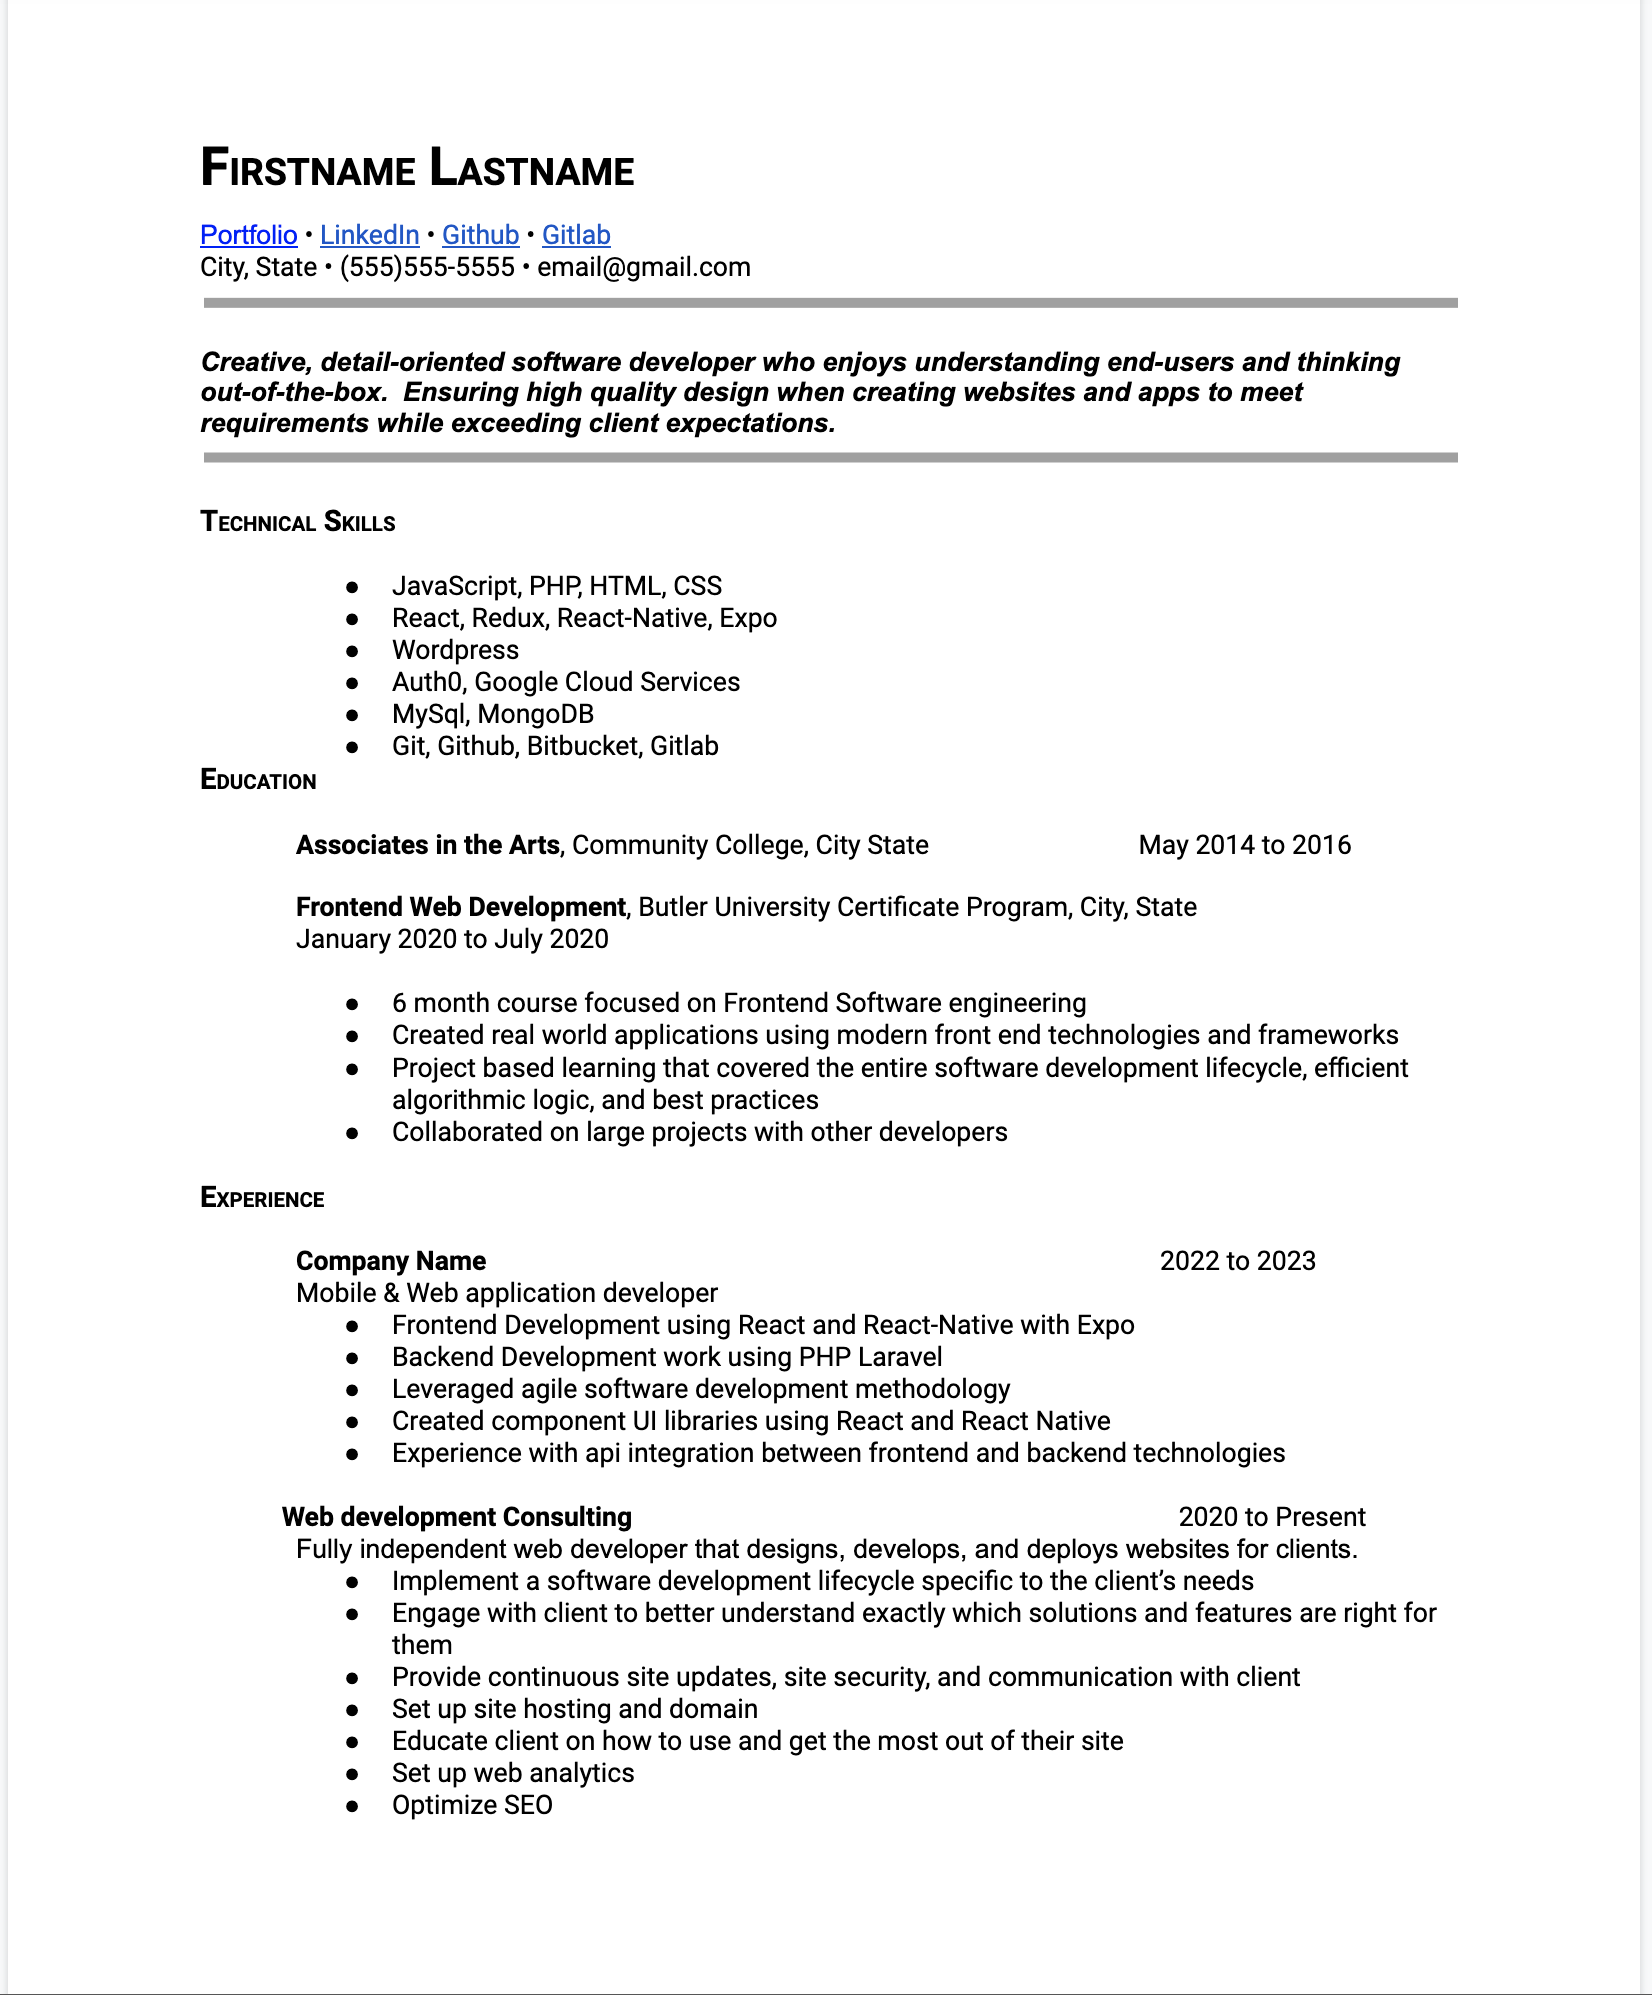 Firstname Lastname
Portfolio • LinkedIn • Github • Gitlab
City, State • (555)555-5555 • email@gmail.com
Creative, detail-oriented software developer who enjoys understanding end-users and thinking
out-of-the-box.  Ensuring high quality design when creating websites and apps to meet
requirements while exceeding client expectations.
Technical Skills
● JavaScript, PHP, HTML, CSS
● React, Redux, React-Native, Expo
● Wordpress
● Auth0, Google Cloud Services
● MySql, MongoDB
● Git, Github, Bitbucket, Gitlab
Education
Associates in the Arts, Community College, City State May 2014 to 2016
Frontend Web Development, Butler University Certificate Program, City, State
January 2020 to July 2020
● 6 month course focused on Frontend Software engineering
● Created real world applications using modern front end technologies and frameworks
● Project based learning that covered the entire software development lifecycle, efficient
algorithmic logic, and best practices
● Collaborated on large projects with other developers
Experience
Company Name 2022 to 2023
Mobile & Web application developer
● Frontend Development using React and React-Native with Expo
● Backend Development work using PHP Laravel
● Leveraged agile software development methodology
● Created component UI libraries using React and React Native
● Experience with api integration between frontend and backend technologies
Web development Consulting 2020 to Present
Fully independent web developer that designs, develops, and deploys websites for clients.
● Implement a software development lifecycle specific to the client’s needs
● Engage with client to better understand exactly which solutions and features are right for
them
● Provide continuous site updates, site security, and communication with client
● Set up site hosting and domain
● Educate client on how to use and get the most out of their site
● Set up web analytics
● Optimize SEO